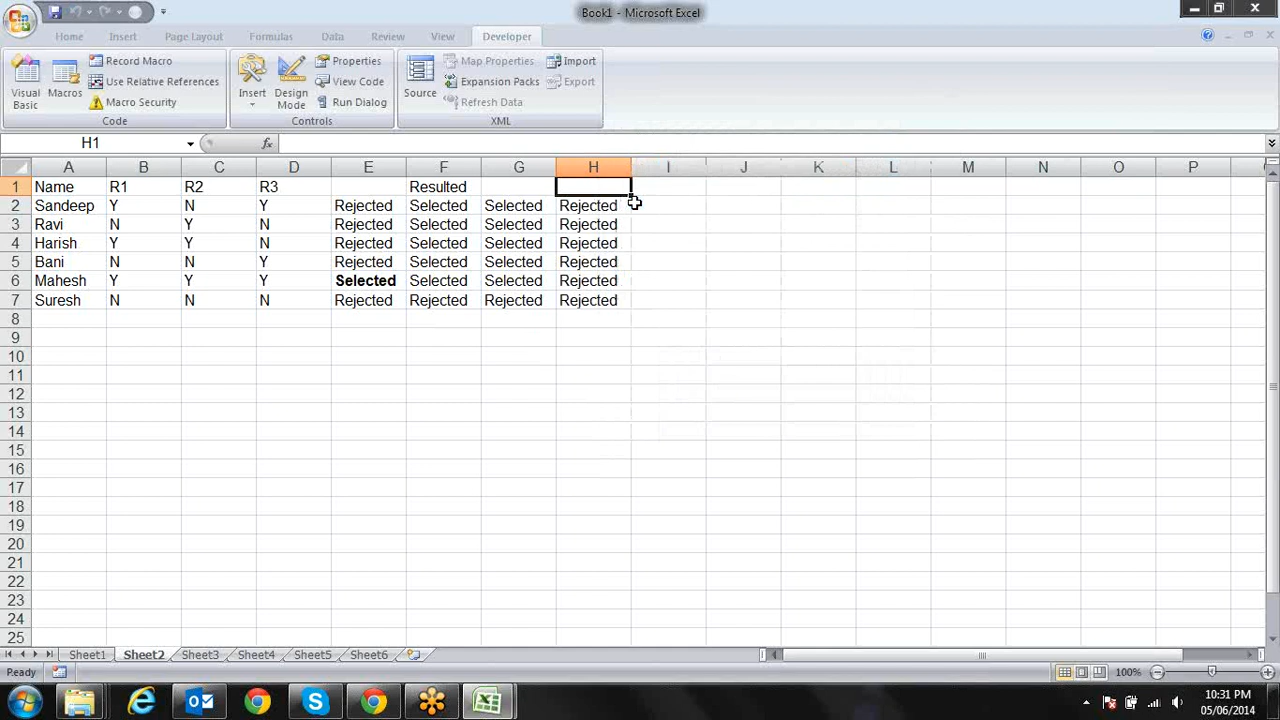 Book1 - Microsoft Excel
Home Insert Page Layout Formulas Data Review View Developer
Visual Basic
Macros
Record Macro
Use Relative References
Macro Security
Code
Insert
Design Mode
Properties
View Code
Run Dialog
Controls
Source
Map Properties
Expansion Packs
Refresh Data
Import
Export
XML
H1 fx
A B C D E F G H I J K L M N O P
1 Name R1 R2 R3 Resulted
2 Sandeep Y N Y Rejected Selected Selected Rejected
3 Ravi N Y N Rejected Selected Selected Rejected
4 Harish Y Y N Rejected Selected Selected Rejected
5 Bani N N Y Rejected Selected Selected Rejected
6 Mahesh Y Y Y Selected Selected Selected Rejected
7 Suresh N N N Rejected Rejected Rejected Rejected
8
9
10
11
12
13
14
15
16
17
18
19
20
21
22
23
24
25
Sheet1 Sheet2 Sheet3 Sheet4 Sheet5 Sheet6
Ready 100%
10:31 PM
05/06/2014